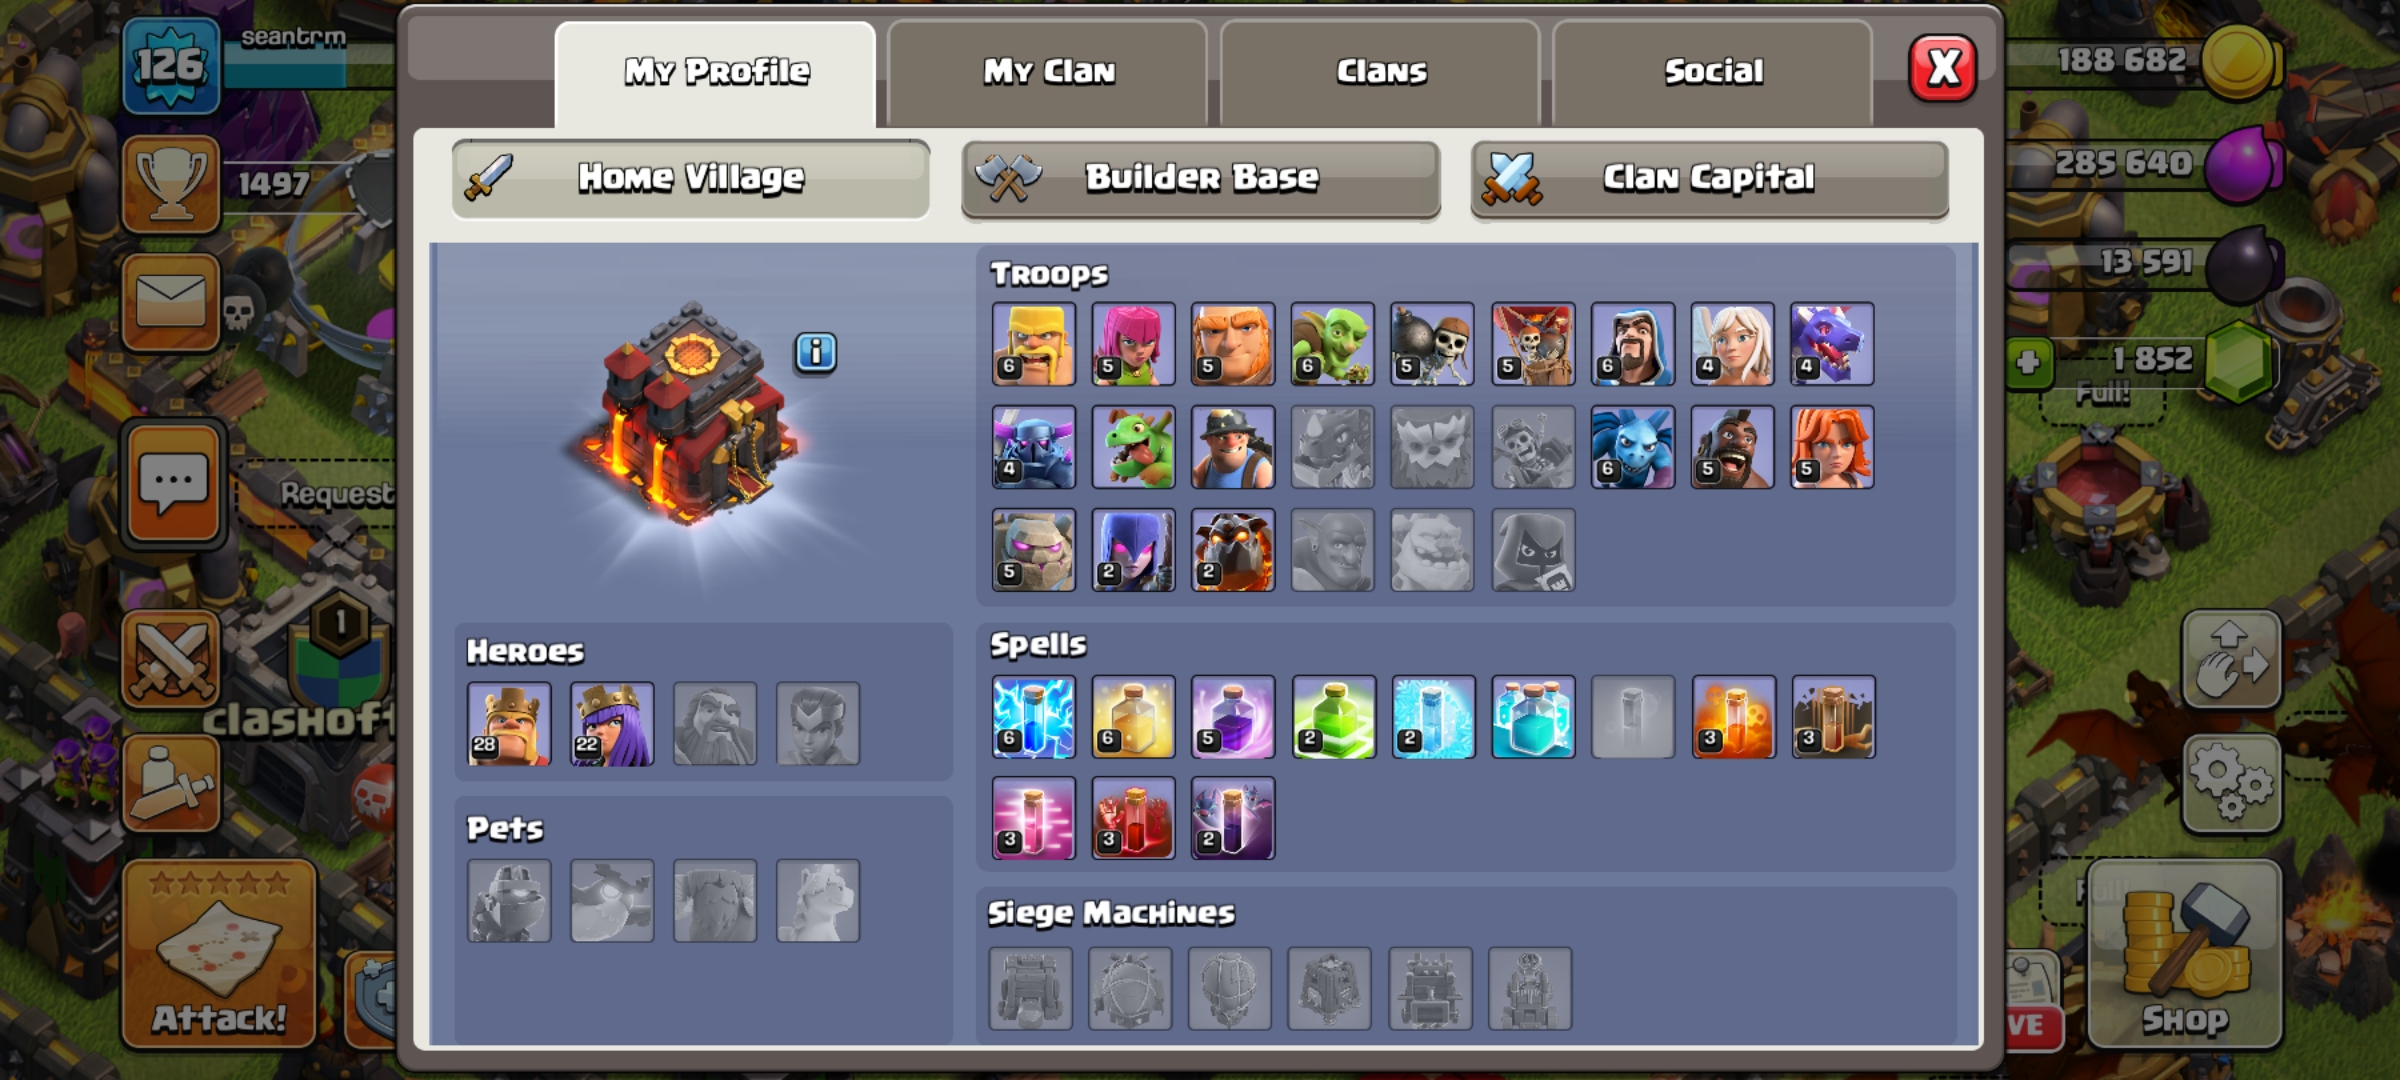 126
seantrm
My Profile
My Clan
Clans
Social
X
188 682
1497
Home Village
Builder Base
Clan Capital
285 640
13 591
1 852
Full!
Troops
i
6 5 5 6 5 5 6 4 4
4 6 5 5
5 2 2
Request
Heroes
28 22
Spells
6 6 5 2 2 3 3
3 3 2
1
Pets
Siege Machines
Attack!
Shop